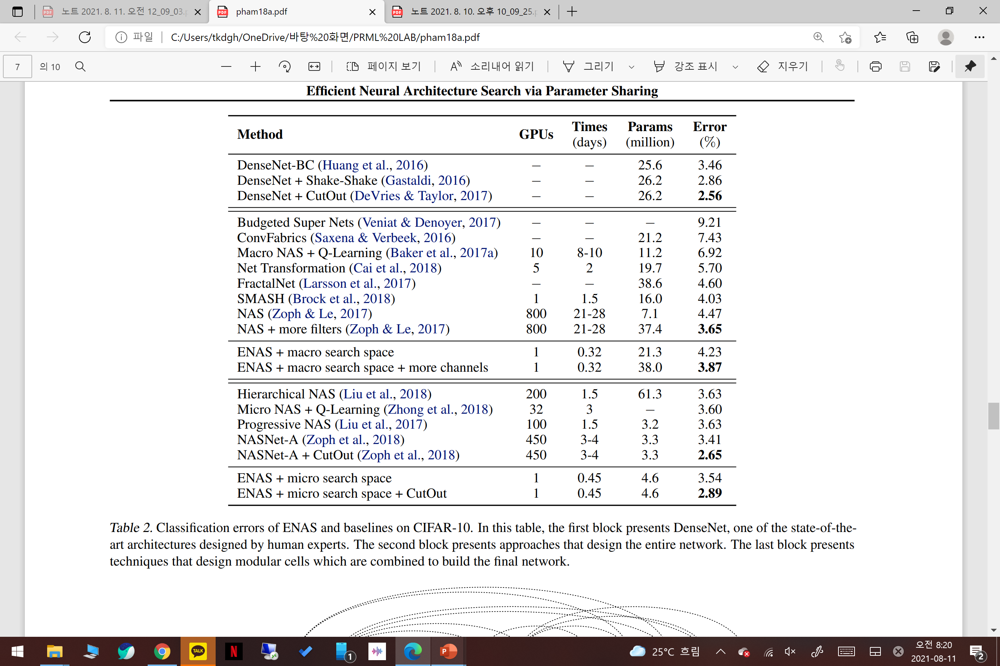 노트 2021. 8. 11. 오전 12_09_03.p
pham18a.pdf
노트 2021. 8. 10. 오후 10_09_25.p
파일 C:/Users/tkdgh/OneDrive/바탕%20화면/PRML%20LAB/pham18a.pdf
7 의 10 페이지 보기 소리내어 읽기 그리기 강조 표시 지우기
Efficient Neural Architecture Search via Parameter Sharing
Method GPUs Times (days) Params (million) Error (%)
DenseNet-BC (Huang et al., 2016) — — 25.6 3.46
DenseNet + Shake-Shake (Gastaldi, 2016) — — 26.2 2.86
DenseNet + CutOut (DeVries & Taylor, 2017) — — 26.2 2.56
Budgeted Super Nets (Veniat & Denoyer, 2017) — — — 9.21
ConvFabrics (Saxena & Verbeek, 2016) — — 21.2 7.43
Macro NAS + Q-Learning (Baker et al., 2017a) 10 8-10 11.2 6.92
Net Transformation (Cai et al., 2018) 5 2 19.7 5.70
FractalNet (Larsson et al., 2017) — — 38.6 4.60
SMASH (Brock et al., 2018) 1 1.5 16.0 4.03
NAS (Zoph & Le, 2017) 800 21-28 7.1 4.47
NAS + more filters (Zoph & Le, 2017) 800 21-28 37.4 3.65
ENAS + macro search space 1 0.32 21.3 4.23
ENAS + macro search space + more channels 1 0.32 38.0 3.87
Hierarchical NAS (Liu et al., 2018) 200 1.5 61.3 3.63
Micro NAS + Q-Learning (Zhong et al., 2018) 32 3 — 3.60
Progressive NAS (Liu et al., 2017) 100 1.5 3.2 3.63
NASNet-A (Zoph et al., 2018) 450 3-4 3.3 3.41
NASNet-A + CutOut (Zoph et al., 2018) 450 3-4 3.3 2.65
ENAS + micro search space 1 0.45 4.6 3.54
ENAS + micro search space + CutOut 1 0.45 4.6 2.89
Table 2. Classification errors of ENAS and baselines on CIFAR-10. In this table, the first block presents DenseNet, one of the state-of-the-
art architectures designed by human experts. The second block presents approaches that design the entire network. The last block presents
techniques that design modular cells which are combined to build the final network.
TALK N 1 P 25°C 흐림 오전 8:20 2
2021-08-11